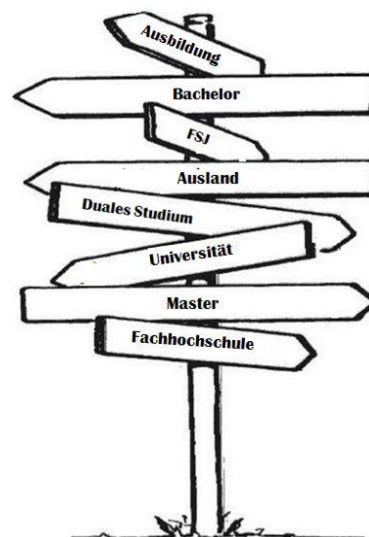 Ausbildung
Bachelor
FSJ
Ausland
Duales Studium
Universität
Master
Fachhochschule